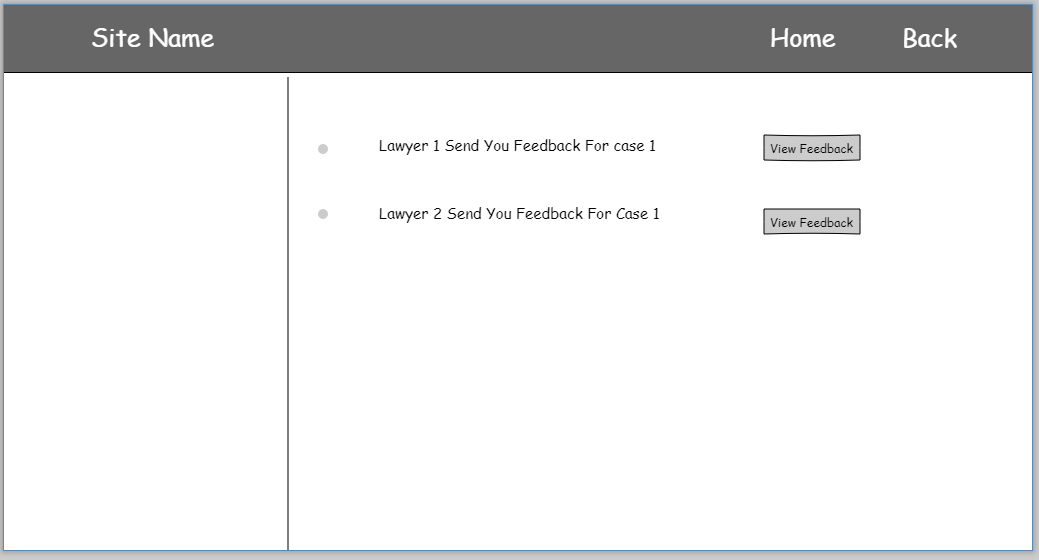 Site Name Home Back
Lawyer 1 Send You Feedback For case 1 View Feedback
Lawyer 2 Send You Feedback For Case 1 View Feedback